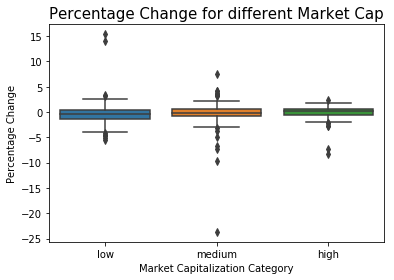 Percentage Change for different Market Cap
15
10
5
0
−5
−10
−15
−20
−25
Percentage Change
low medium high
Market Capitalization Category